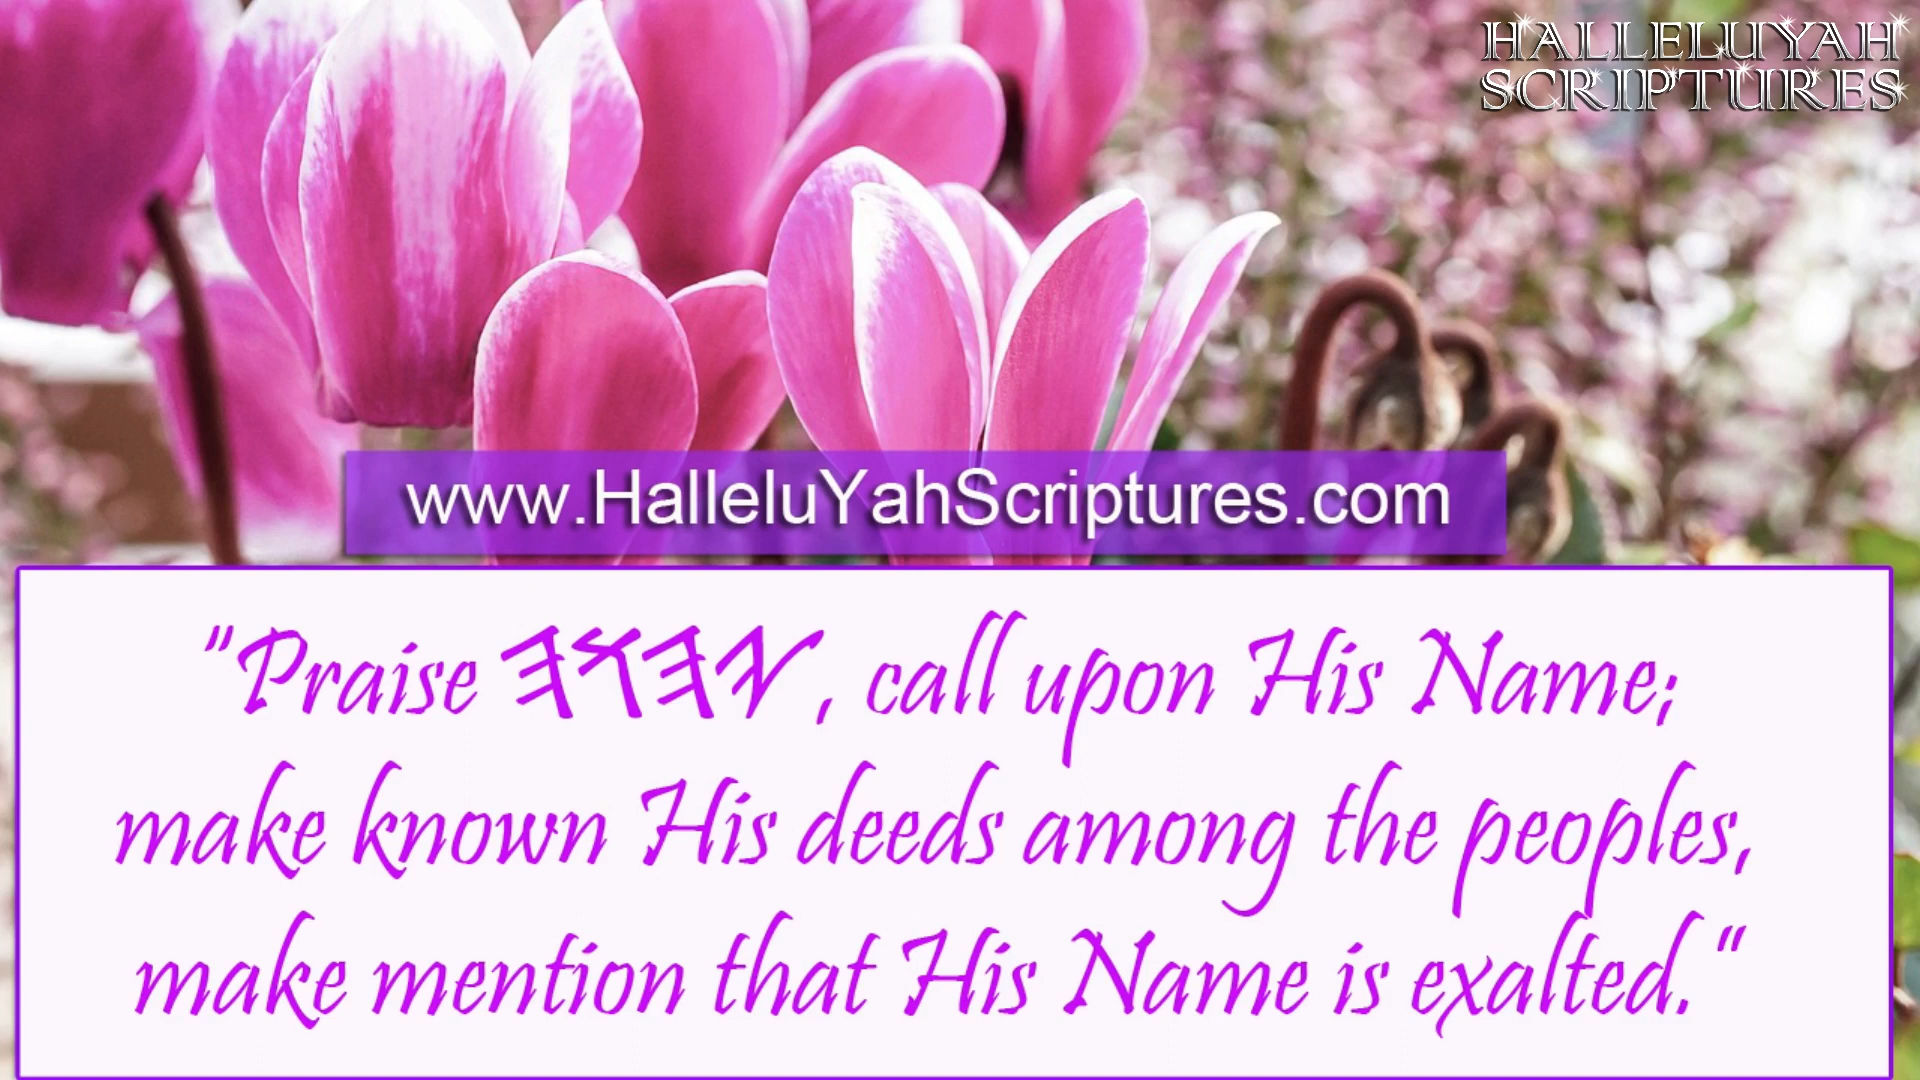 HALLELUYAH
SCRIPTURES
www.HalleluYahScriptures.com
"Praise 𐤉𐤄𐤅𐤄, call upon His Name;
make known His deeds among the peoples,
make mention that His Name is exalted."